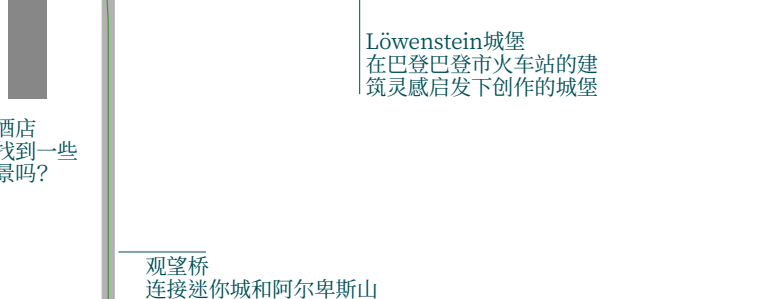 Löwenstein城堡
在巴登巴登市火车站的建
筑灵感启发下创作的城堡
酒店
找到一些
景吗?
观望桥
连接迷你城和阿尔卑斯山